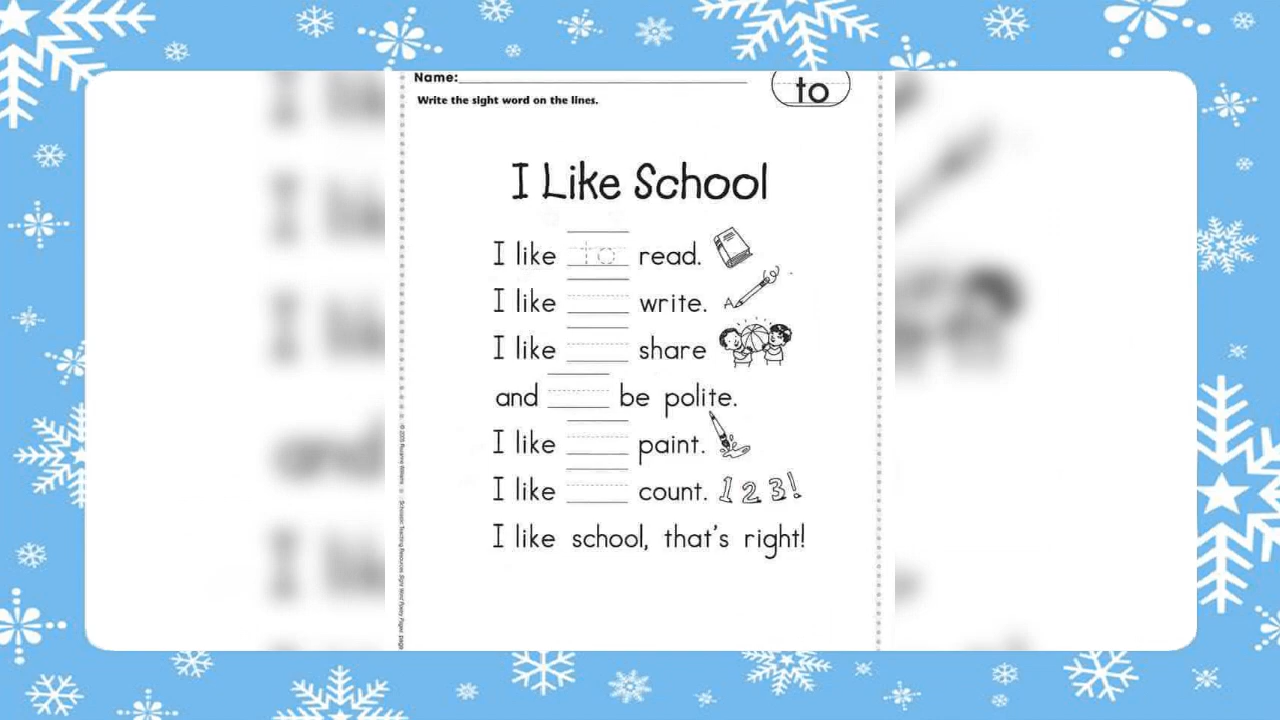 Name:
to
Write the sight word on the lines.
I Like School
I like to read.
I like write.
A
I like share
and be polite.
I like paint.
I like count. 1 2 3!
I like school, that's right!